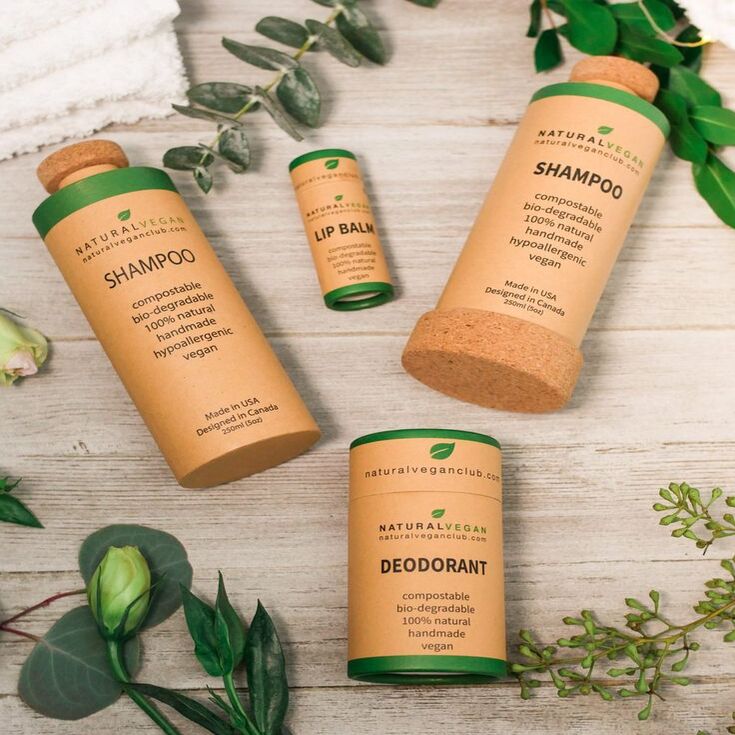 NATURALVEGAN
naturalveganclub.com
SHAMPOO
compostable
bio-degradable
100% natural
handmade
hypoallergenic
vegan
Made in USA
Designed in Canada
250ml (5oz)
NATURALVEGAN
LIP BALM
compostable
bio-degradable
100% natural
handmade
vegan
NATURALVEGAN
naturalveganclub.com
SHAMPOO
compostable
bio-degradable
100% natural
handmade
hypoallergenic
vegan
Made in USA
Designed in Canada
250ml (5oz)
naturalveganclub.com
NATURALVEGAN
naturalveganclub.com
DEODORANT
compostable
bio-degradable
100% natural
handmade
vegan